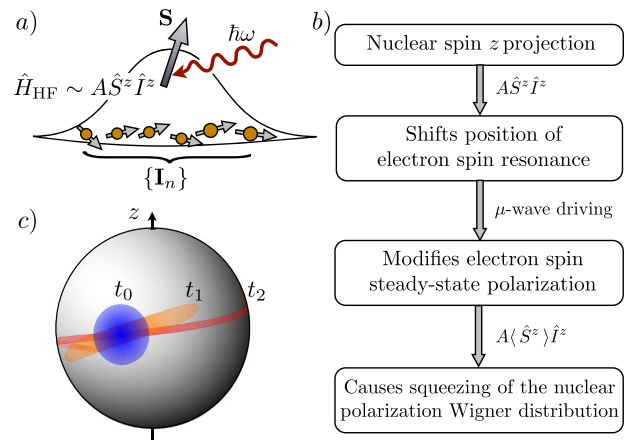 a)
S
ħω
Ĥ_HF ∼ AŜ^z Î^z
{I_n}
c)
z
t_0
t_1
t_2
b)
Nuclear spin z projection
AŜ^z Î^z
Shifts position of
electron spin resonance
μ-wave driving
Modifies electron spin
steady-state polarization
A⟨Ŝ^z⟩Î^z
Causes squeezing of the nuclear
polarization Wigner distribution